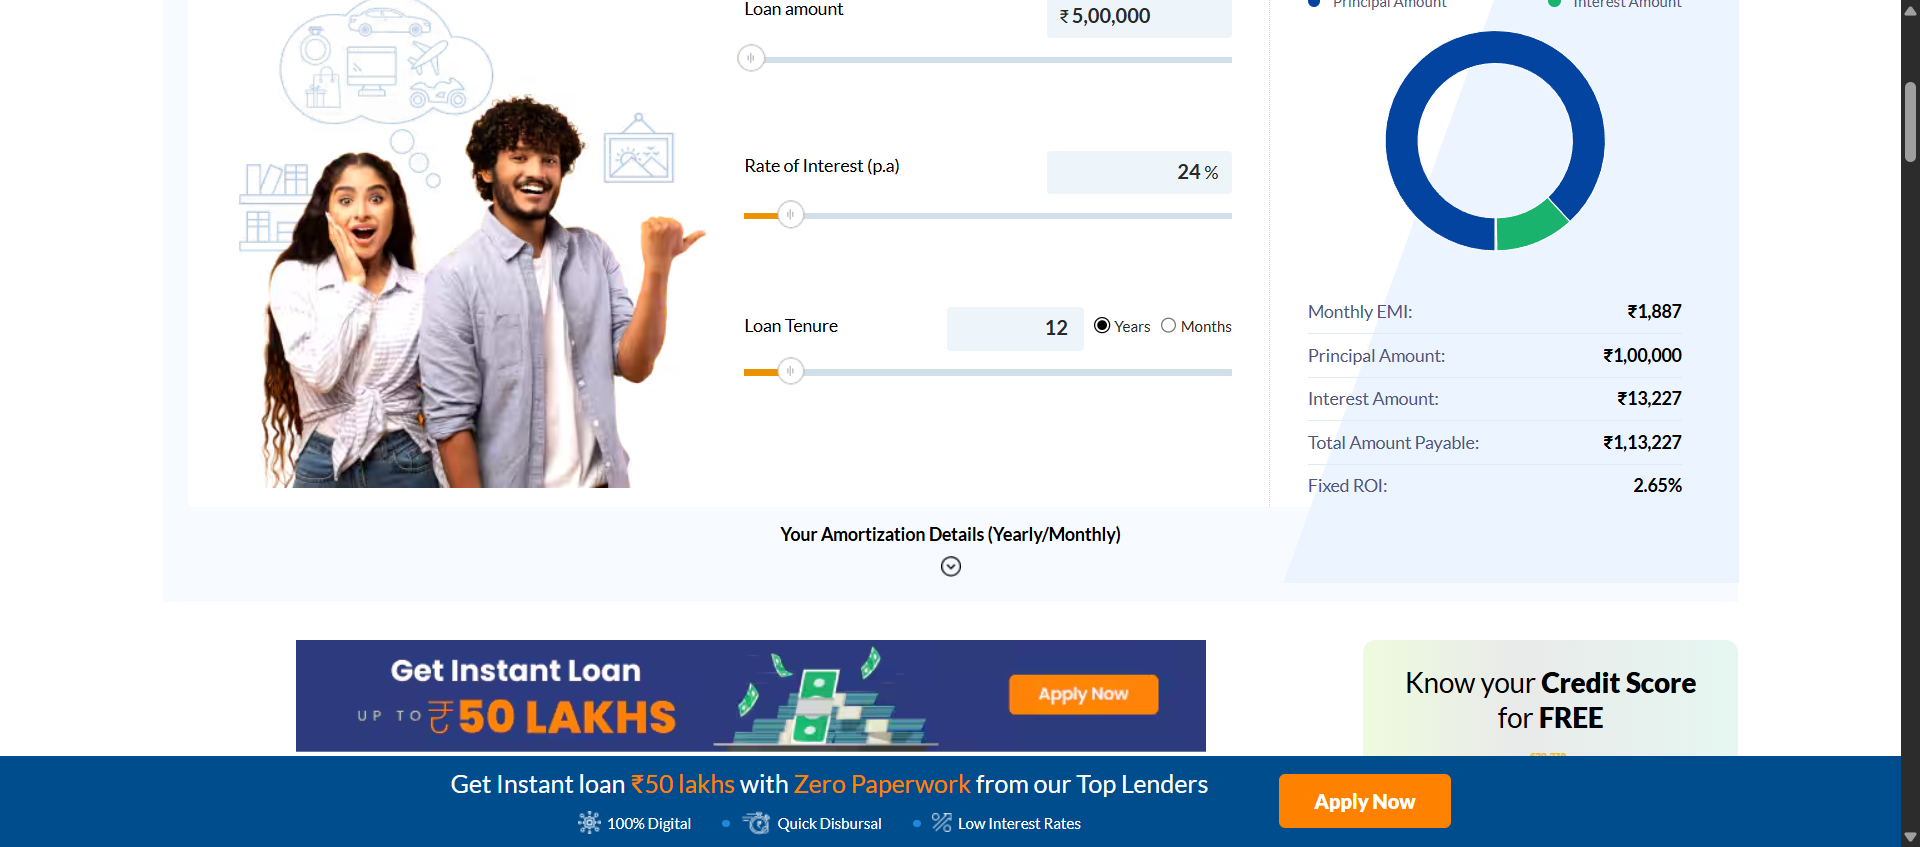 Loan amount
₹ 5,00,000
Rate of Interest (p.a)
24 %
Loan Tenure
12
Years
Months
Principal Amount
Interest Amount
Monthly EMI:
₹1,887
Principal Amount:
₹1,00,000
Interest Amount:
₹13,227
Total Amount Payable:
₹1,13,227
Fixed ROI:
2.65%
Your Amortization Details (Yearly/Monthly)
Get Instant Loan
UP TO ₹50 LAKHS
Apply Now
Know your Credit Score
for FREE
Get Instant loan ₹50 lakhs with Zero Paperwork from our Top Lenders
100% Digital
Quick Disbursal
Low Interest Rates
Apply Now